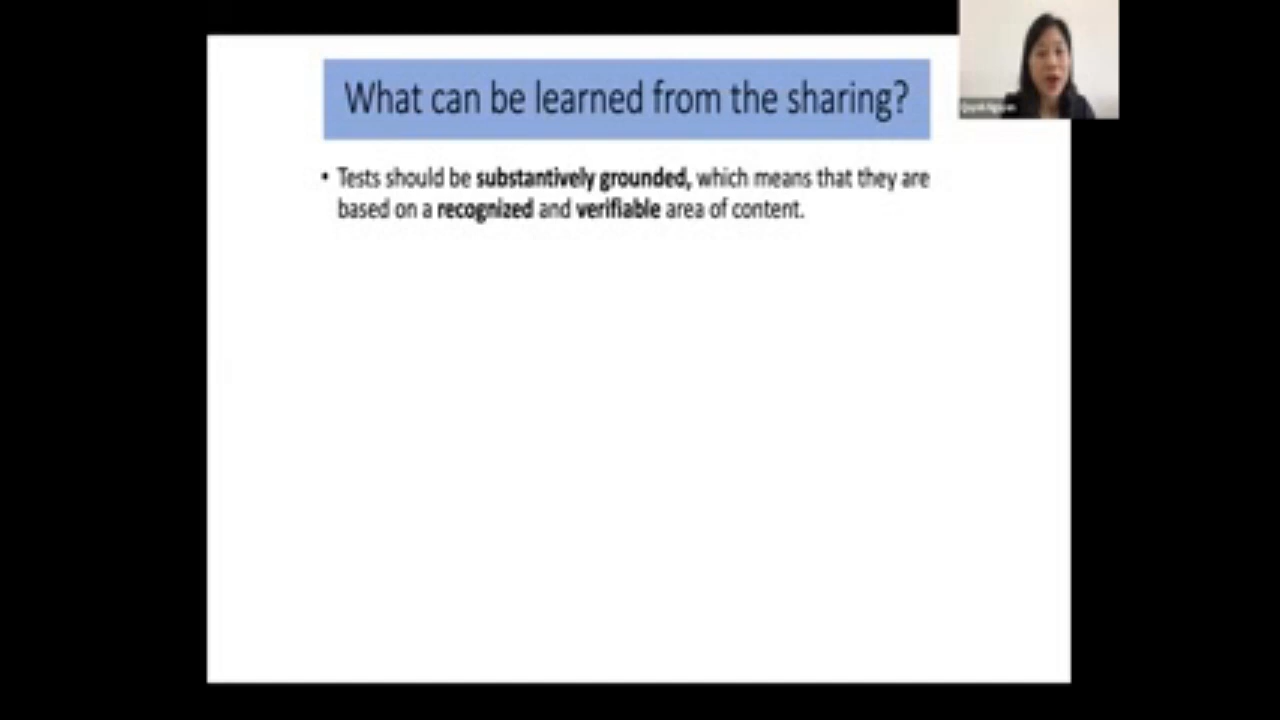 What can be learned from the sharing?
• Tests should be substantively grounded, which means that they are
based on a recognized and verifiable area of content.